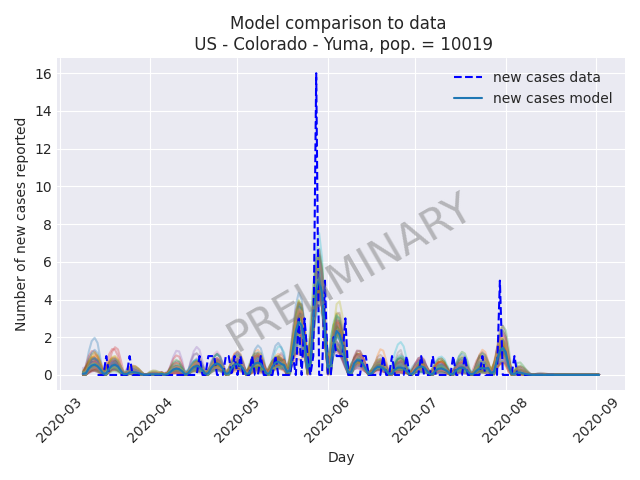 Model comparison to data
US - Colorado - Yuma, pop. = 10019
new cases data
new cases model
Number of new cases reported
16
14
12
10
8
6
4
2
0
PRELIMINARY
2020-03
2020-04
2020-05
2020-06
2020-07
2020-08
2020-09
Day